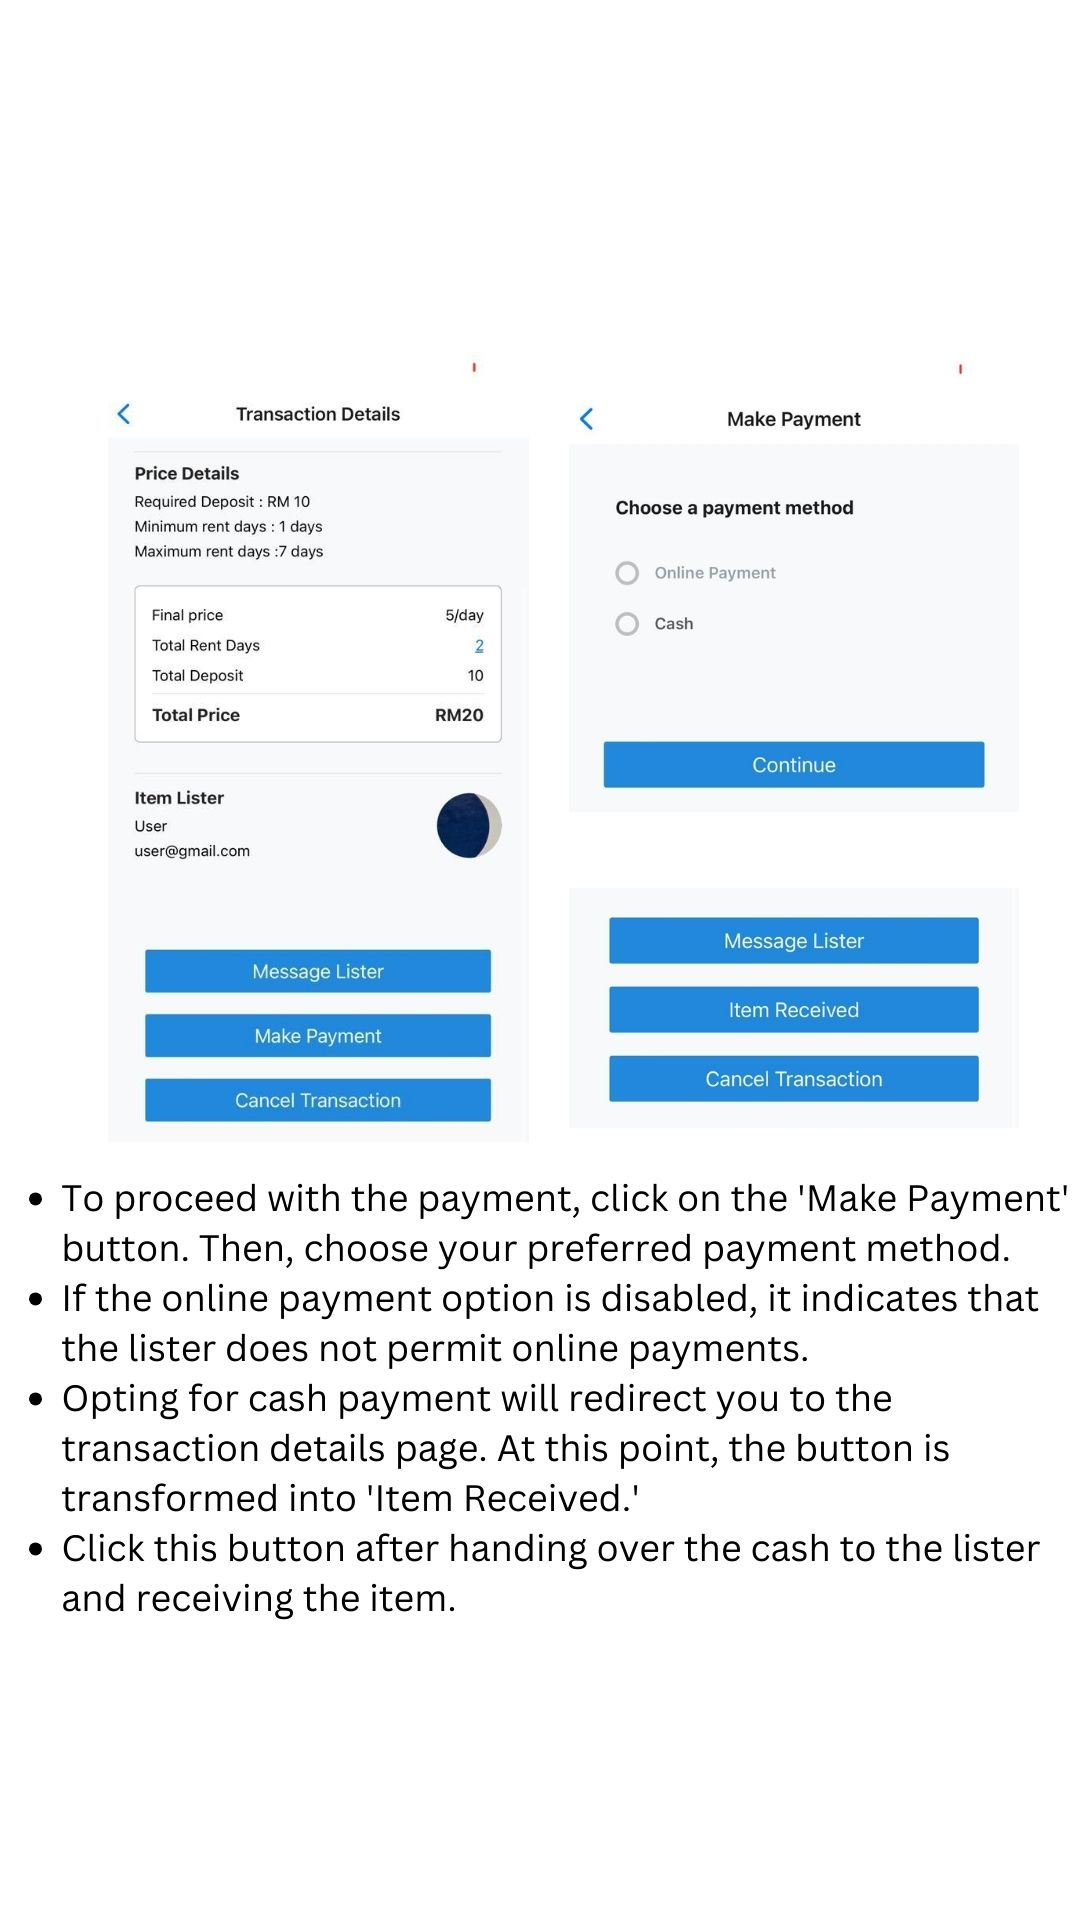 Transaction Details
Price Details
Required Deposit : RM 10
Minimum rent days : 1 days
Maximum rent days :7 days
Final price 5/day
Total Rent Days 2
Total Deposit 10
Total Price RM20
Item Lister
User
user@gmail.com
Message Lister
Make Payment
Cancel Transaction
Make Payment
Choose a payment method
Online Payment
Cash
Continue
Message Lister
Item Received
Cancel Transaction
• To proceed with the payment, click on the 'Make Payment'
button. Then, choose your preferred payment method.
• If the online payment option is disabled, it indicates that
the lister does not permit online payments.
• Opting for cash payment will redirect you to the
transaction details page. At this point, the button is
transformed into 'Item Received.'
• Click this button after handing over the cash to the lister
and receiving the item.